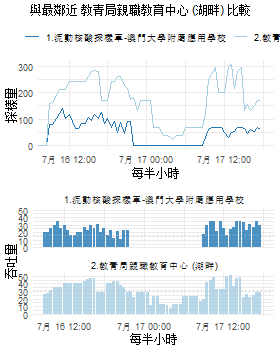 與最鄰近 教青局親職教育中心 (湖畔) 比較
1.流動核酸採樣車-澳門大學附屬應用學校
2.教青
採樣量
300
200
100
0
7月 16 12:00
7月 17 00:00
7月 17 12:00
每半小時
1.流動核酸採樣車-澳門大學附屬應用學校
50
40
30
20
10
0
2.教青局親職教育中心 (湖畔)
50
40
30
20
10
0
吞吐量
7月 16 12:00
7月 17 00:00
7月 17 12:00
每半小時